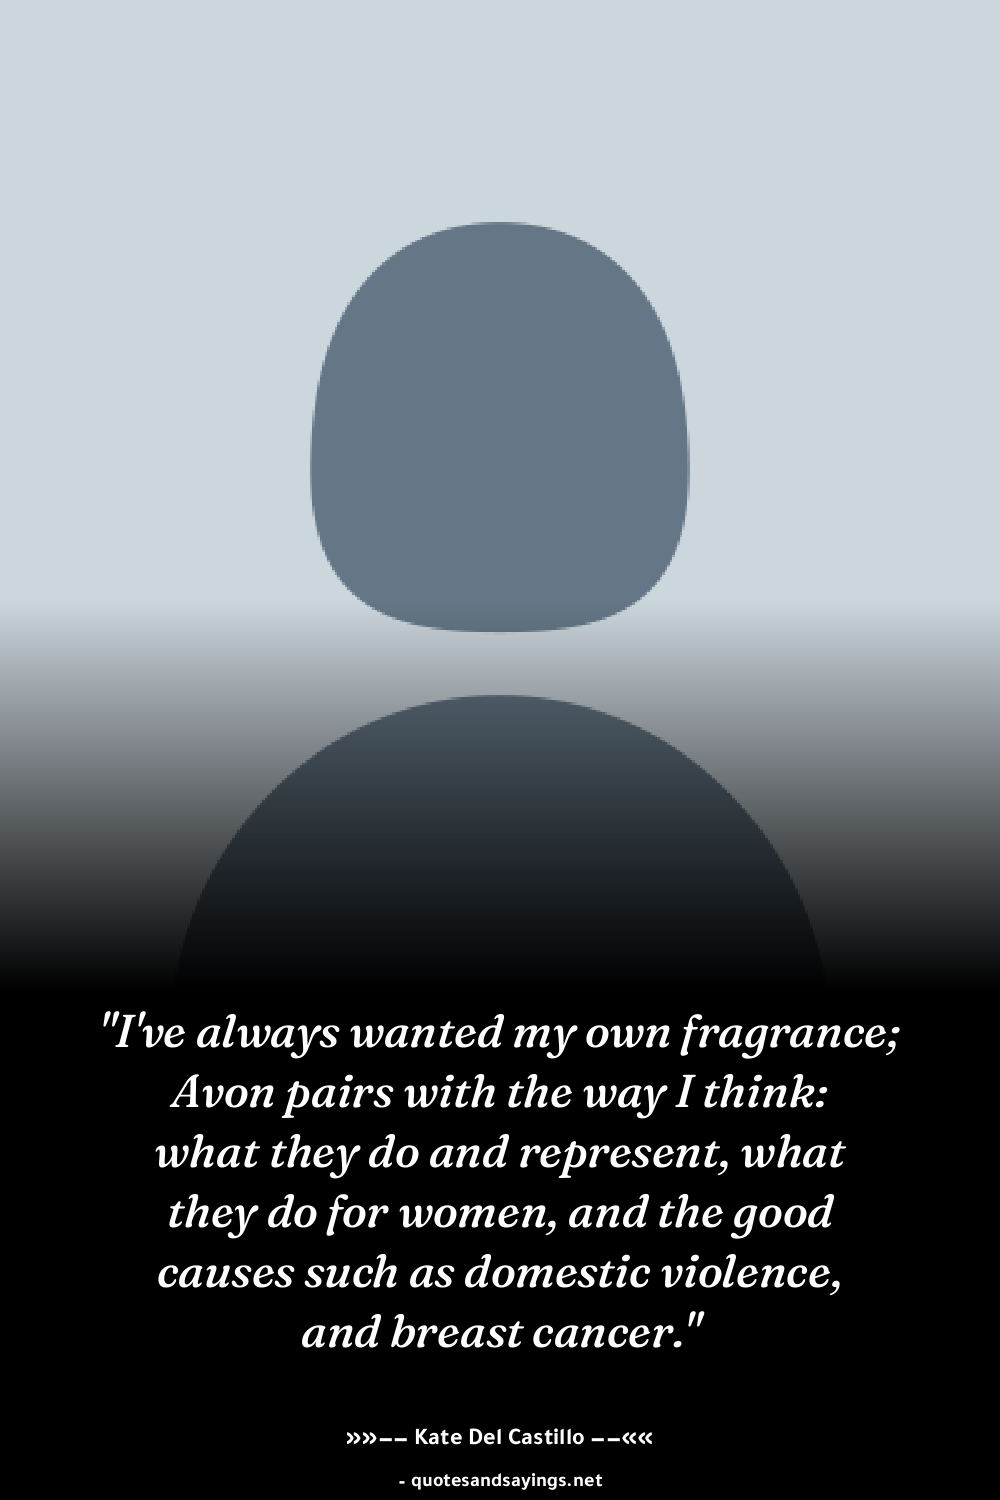 "I've always wanted my own fragrance;
Avon pairs with the way I think:
what they do and represent, what
they do for women, and the good
causes such as domestic violence,
and breast cancer."
»»−− Kate Del Castillo −−««
- quotesandsayings.net